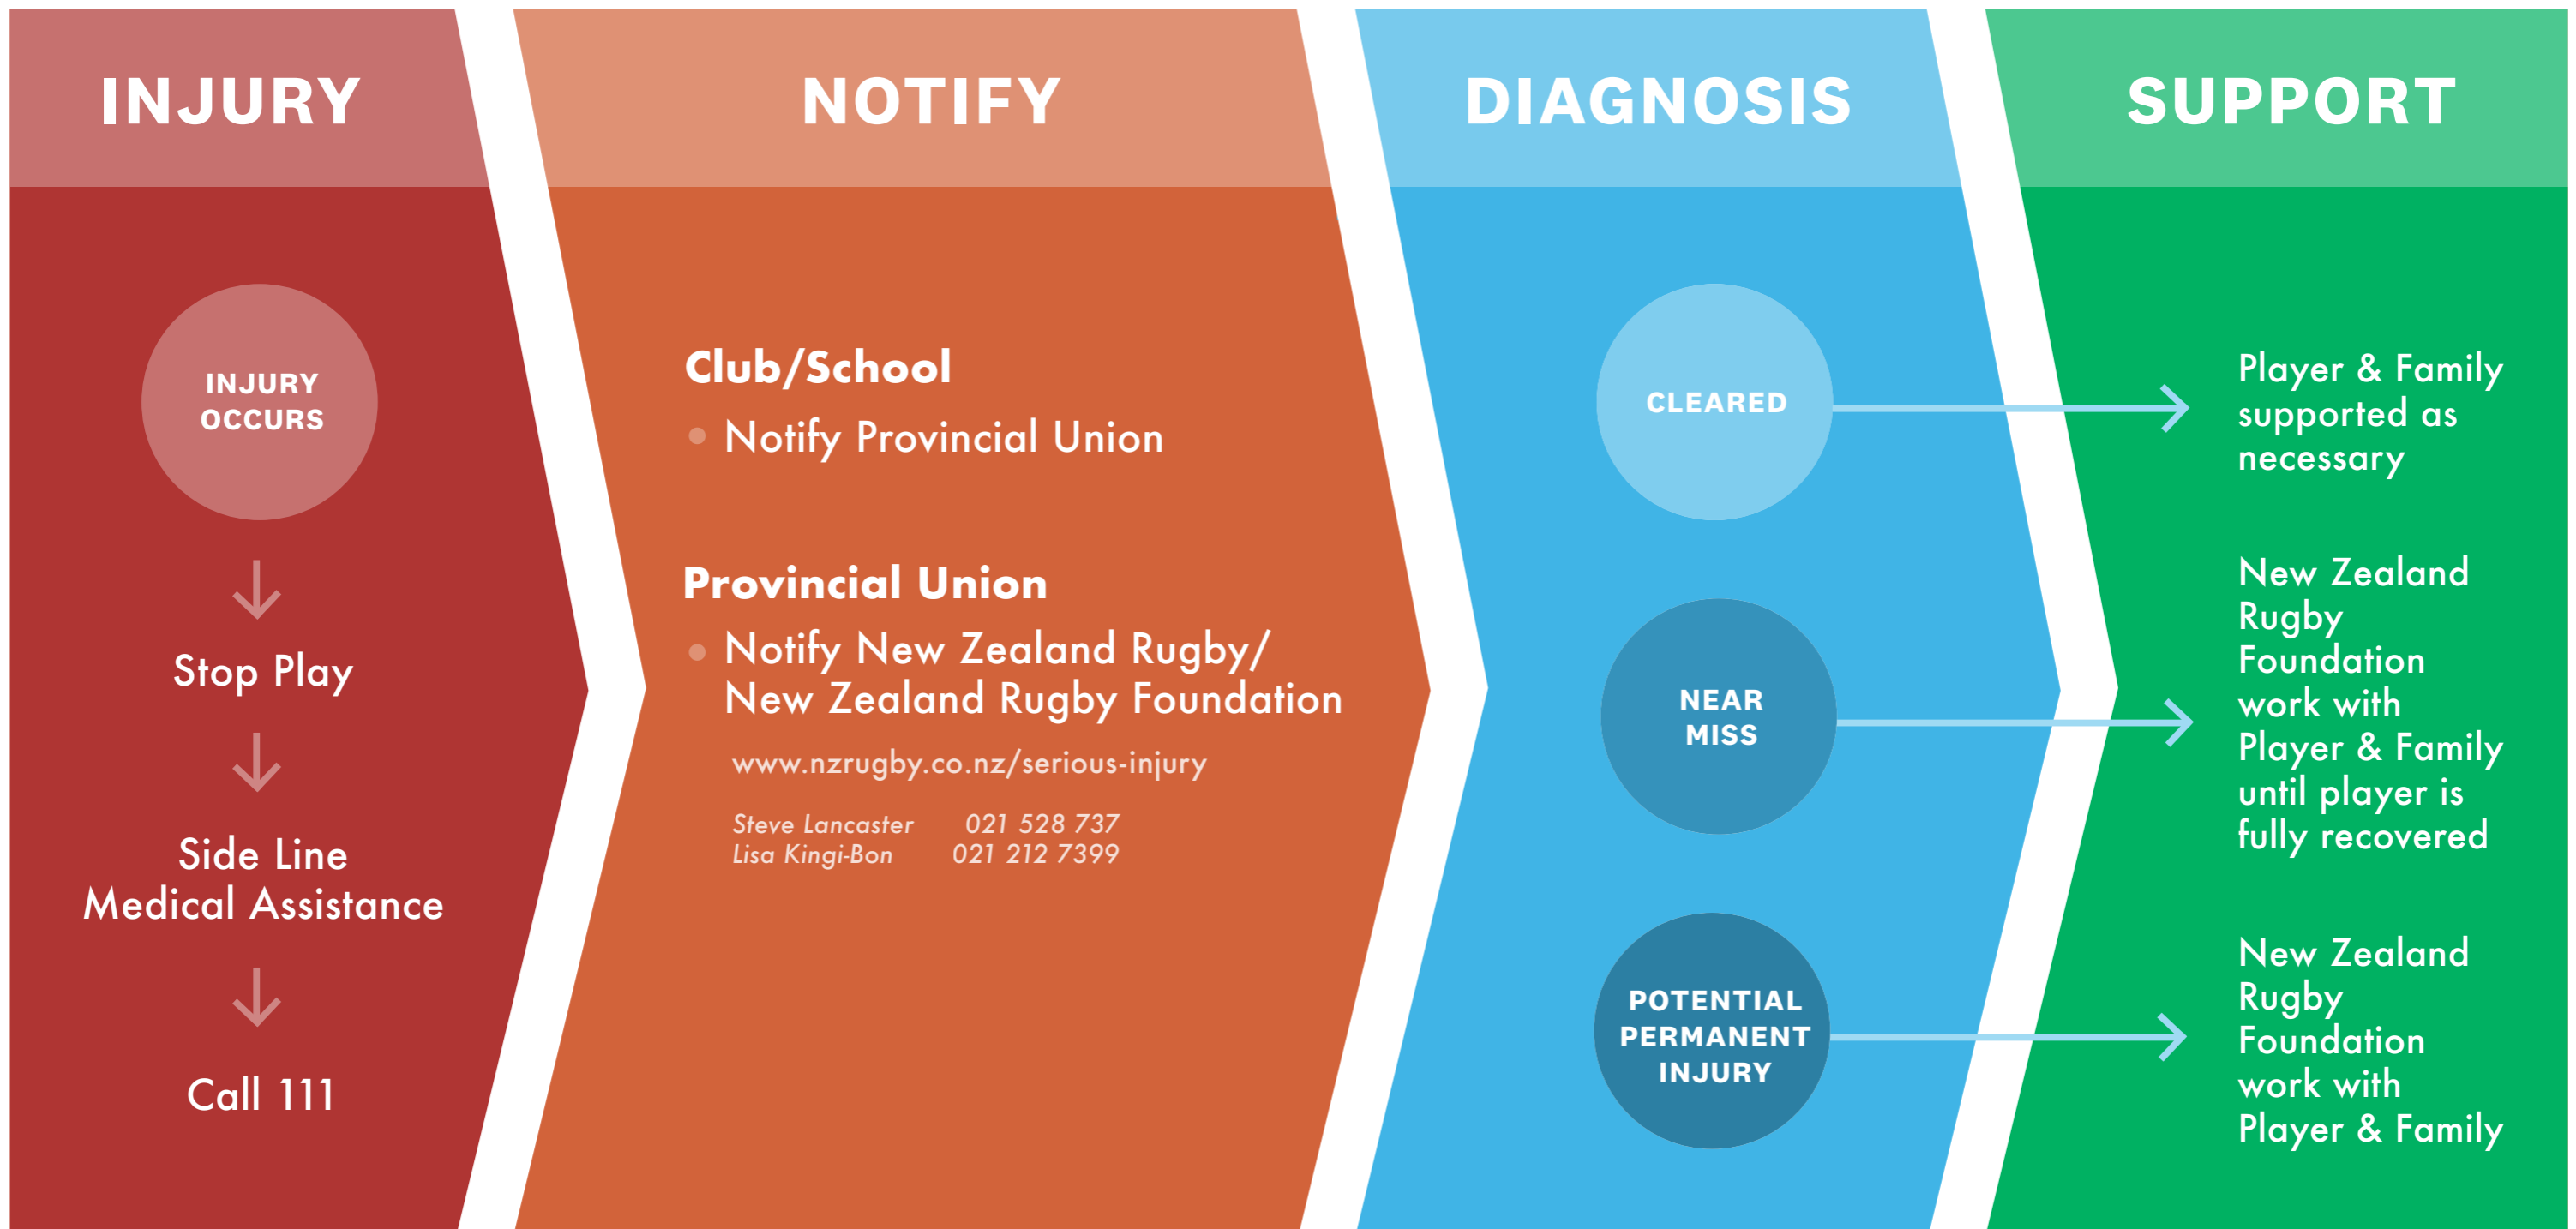 INJURY
INJURY
OCCURS
Stop Play
Side Line
Medical Assistance
Call 111
NOTIFY
Club/School
• Notify Provincial Union
Provincial Union
• Notify New Zealand Rugby/
New Zealand Rugby Foundation
www.nzrugby.co.nz/serious-injury
Steve Lancaster 021 528 737
Lisa Kingi-Bon 021 212 7399
DIAGNOSIS
CLEARED
NEAR
MISS
POTENTIAL
PERMANENT
INJURY
SUPPORT
Player & Family
supported as
necessary
New Zealand
Rugby
Foundation
work with
Player & Family
until player is
fully recovered
New Zealand
Rugby
Foundation
work with
Player & Family